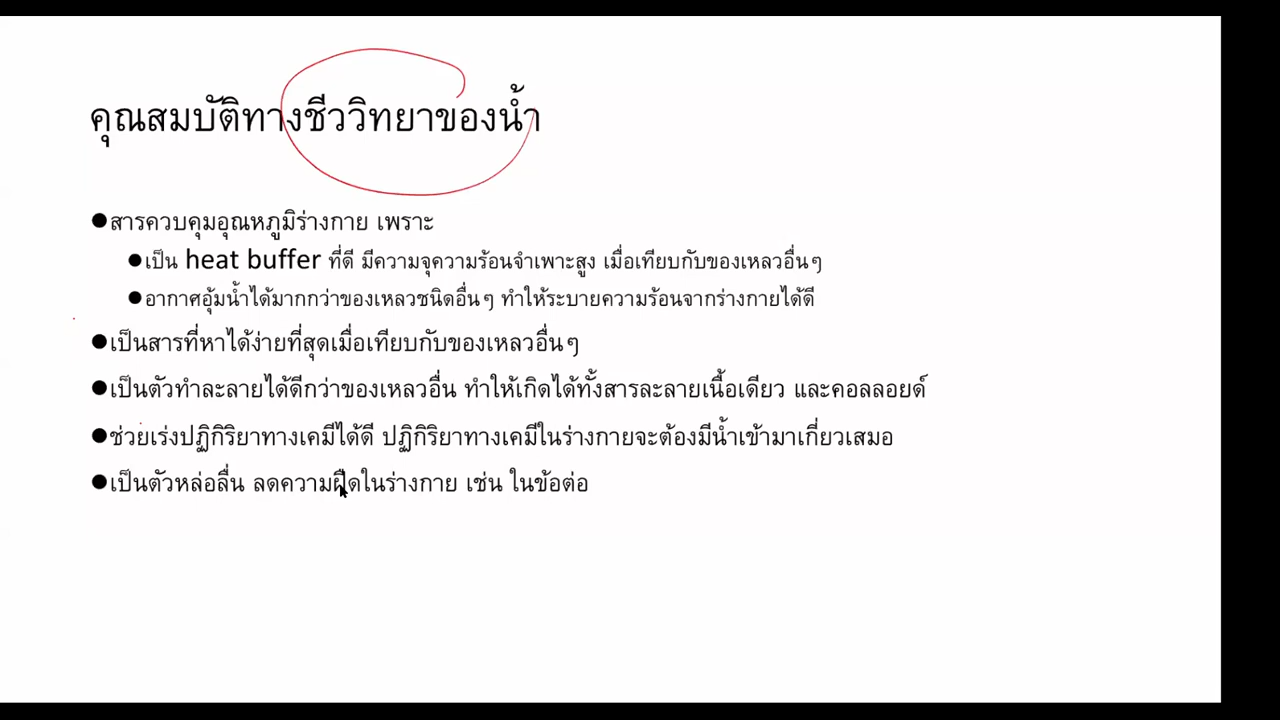 คุณสมบัติทางชีววิทยาของน้ำ
●สารควบคุมอุณหภูมิร่างกาย เพราะ
●เป็น heat buffer ที่ดี มีความจุความร้อนจำเพาะสูง เมื่อเทียบกับของเหลวอื่นๆ
●อากาศอุ้มน้ำได้มากกว่าของเหลวชนิดอื่นๆ ทำให้ระบายความร้อนจากร่างกายได้ดี
●เป็นสารที่หาได้ง่ายที่สุดเมื่อเทียบกับของเหลวอื่นๆ
●เป็นตัวทำละลายได้ดีกว่าของเหลวอื่น ทำให้เกิดได้ทั้งสารละลายเนื้อเดียว และคอลลอยด์
●ช่วยเร่งปฏิกิริยาทางเคมีได้ดี ปฏิกิริยาทางเคมีในร่างกายจะต้องมีน้ำเข้ามาเกี่ยวเสมอ
●เป็นตัวหล่อลื่น ลดความฝืดในร่างกาย เช่น ในข้อต่อ